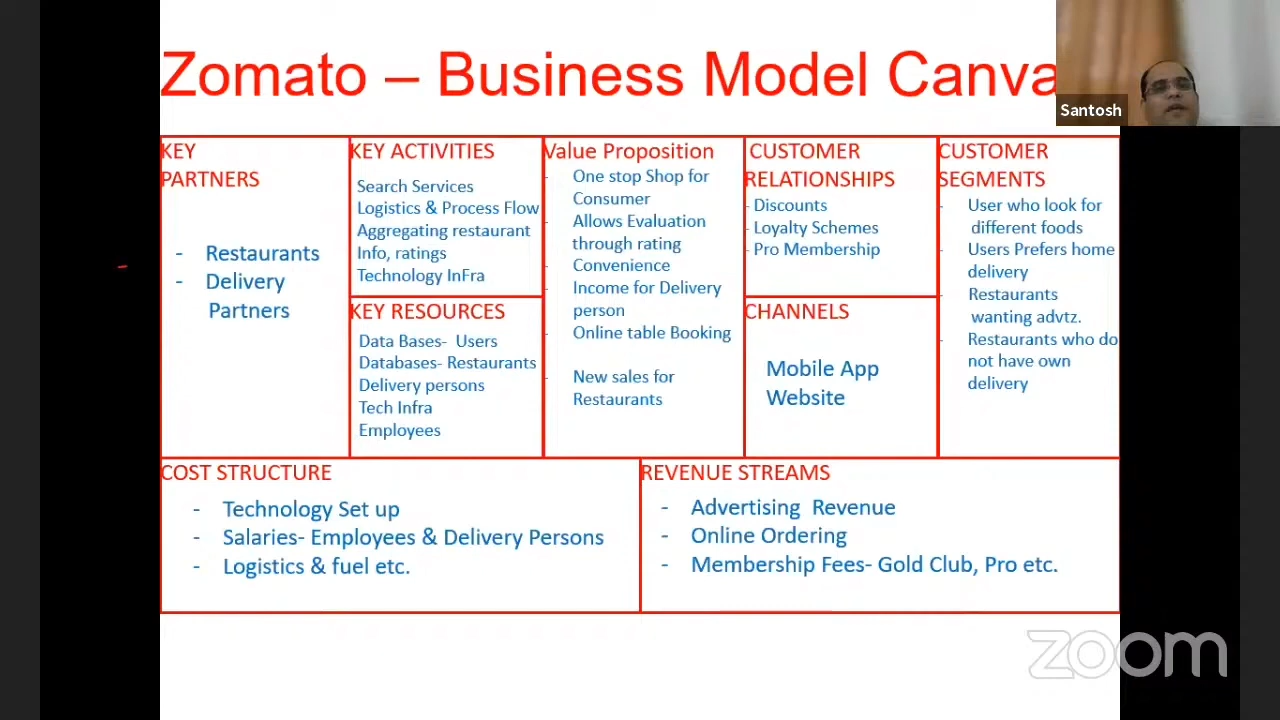 Zomato – Business Model Canva
Santosh
KEY
PARTNERS
- Restaurants
- Delivery
Partners
KEY ACTIVITIES
Search Services
Logistics & Process Flow
Aggregating restaurant
Info, ratings
Technology InFra
KEY RESOURCES
Data Bases- Users
Databases- Restaurants
Delivery persons
Tech Infra
Employees
Value Proposition
- One stop Shop for
Consumer
- Allows Evaluation
through rating
- Convenience
- Income for Delivery
person
- Online table Booking
- New sales for
Restaurants
CUSTOMER
RELATIONSHIPS
- Discounts
- Loyalty Schemes
- Pro Membership
CHANNELS
Mobile App
Website
CUSTOMER
SEGMENTS
- User who look for
different foods
- Users Prefers home
delivery
- Restaurants
wanting advtz.
- Restaurants who do
not have own
delivery
COST STRUCTURE
- Technology Set up
- Salaries- Employees & Delivery Persons
- Logistics & fuel etc.
REVENUE STREAMS
- Advertising Revenue
- Online Ordering
- Membership Fees- Gold Club, Pro etc.
zoom